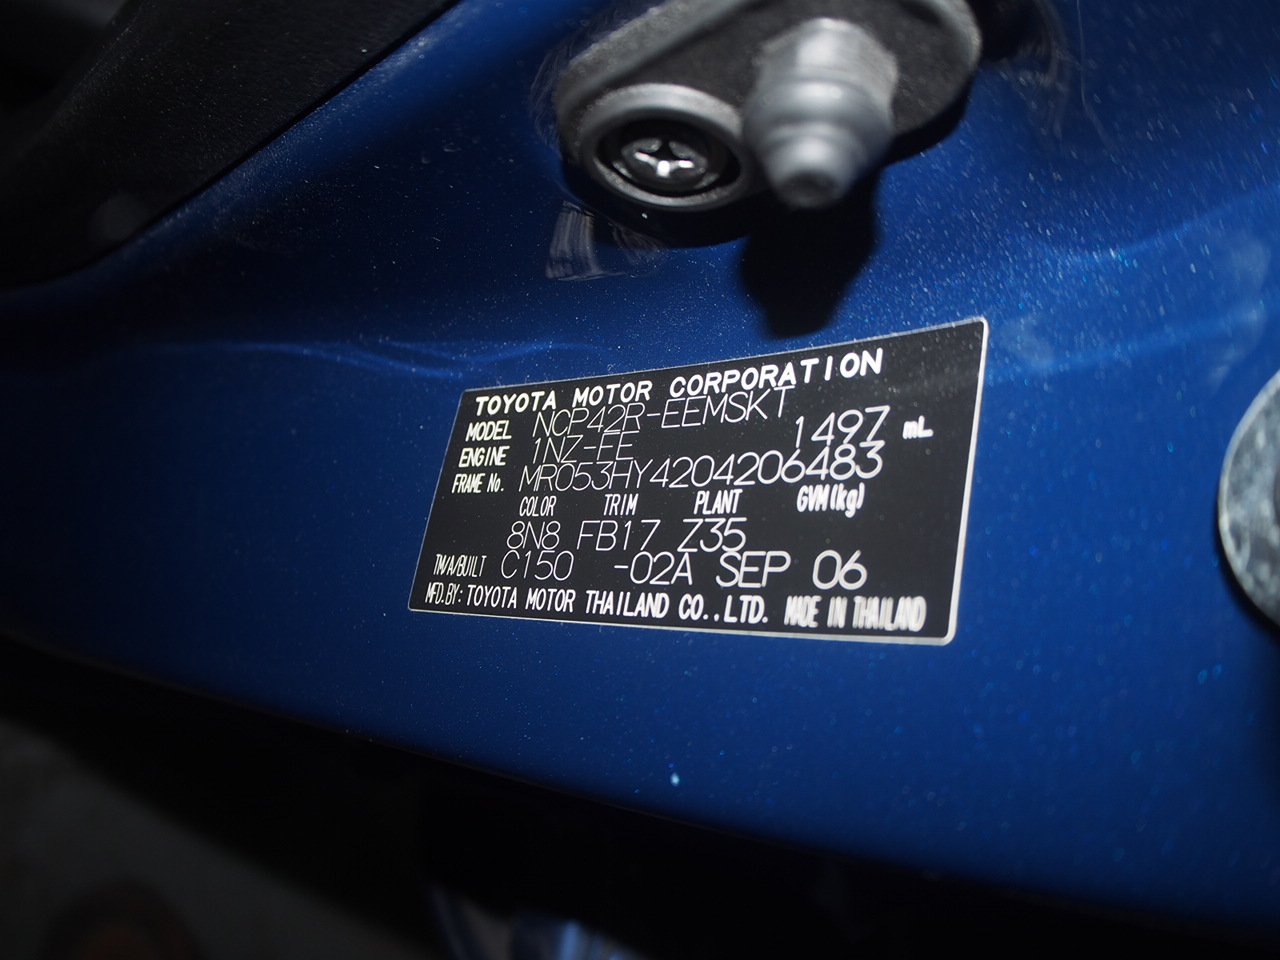 TOYOTA MOTOR CORPORATION
MODEL NCP42R-EEMSKT
ENGINE 1NZ-FE 1497 mL
FRAME No. MR053HY4204206483
COLOR TRIM PLANT GVM(kg)
8N8 FB17 Z35
TM/A/BUILT C150 -02A SEP 06
MFD.BY:TOYOTA MOTOR THAILAND CO.,LTD. MADE IN THAILAND